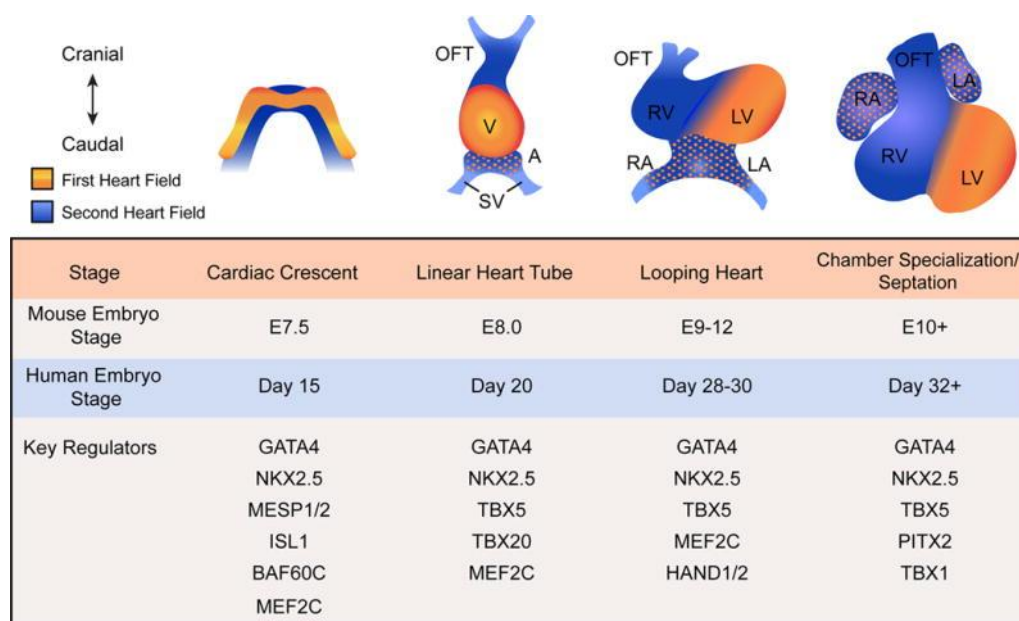 Cranial
Caudal
First Heart Field
Second Heart Field
OFT
V
A
SV
OFT
RV
LV
RA
LA
OFT
RA
LA
RV
LV
Stage Cardiac Crescent Linear Heart Tube Looping Heart Chamber Specialization/
Septation
Mouse Embryo
Stage E7.5 E8.0 E9-12 E10+
Human Embryo
Stage Day 15 Day 20 Day 28-30 Day 32+
Key Regulators GATA4 GATA4 GATA4 GATA4
NKX2.5 NKX2.5 NKX2.5 NKX2.5
MESP1/2 TBX5 TBX5 TBX5
ISL1 TBX20 MEF2C PITX2
BAF60C MEF2C HAND1/2 TBX1
MEF2C